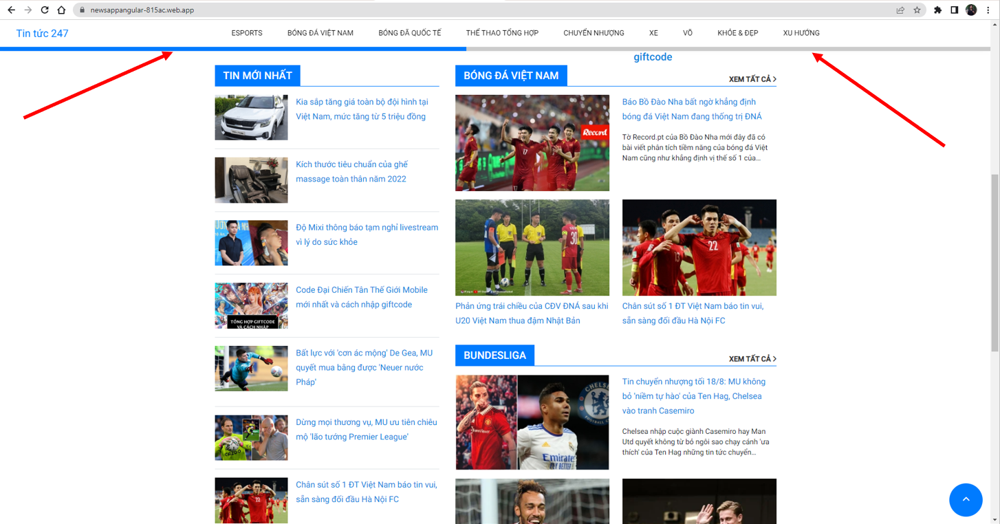 newsappangular-815ac.web.app
Tin tức 247
ESPORTS
BÓNG ĐÁ VIỆT NAM
BÓNG ĐÃ QUỐC TẾ
THỂ THAO TỔNG HỢP
CHUYỂN NHƯỢNG
XE
VÕ
KHỎE & ĐẸP
XU HƯỚNG
giftcode
TIN MỚI NHẤT
Kia sắp tăng giá toàn bộ đội hình tại
Việt Nam, mức tăng từ 5 triệu đồng
Kích thước tiêu chuẩn của ghế
massage toàn thân năm 2022
Độ Mixi thông báo tạm nghỉ livestream
vì lý do sức khỏe
TỔNG HỢP GIFTCODE
VÀ CÁCH NHẬP
Code Đại Chiến Tân Thế Giới Mobile
mới nhất và cách nhập giftcode
Bất lực với 'cơn ác mộng' De Gea, MU
quyết mua bằng được 'Neuer nước
Pháp'
Dừng mọi thương vụ, MU ưu tiên chiêu
mộ 'lão tướng Premier League'
Chân sút số 1 ĐT Việt Nam báo tin vui,
sẵn sàng đối đầu Hà Nội FC
BÓNG ĐÁ VIỆT NAM
XEM TẤT CẢ
Record
17
Báo Bồ Đào Nha bất ngờ khẳng định
bóng đá Việt Nam đang thống trị ĐNÁ
Tờ Record.pt của Bồ Đào Nha mới đây đã có
bài viết phân tích tiềm năng của bóng đá Việt
Nam cũng như khẳng định vị thế số 1 của...
30
22
Phản ứng trái chiều của CĐV ĐNÁ sau khi
U20 Việt Nam thua đậm Nhật Bản
Chân sút số 1 ĐT Việt Nam báo tin vui,
sẵn sàng đối đầu Hà Nội FC
BUNDESLIGA
XEM TẤT CẢ
CHELSEA
Fly Emirates
FLY BETTER
Tin chuyển nhượng tối 18/8: MU không
bỏ 'niềm tự hào' của Ten Hag, Chelsea
vào tranh Casemiro
Chelsea nhập cuộc giành Casemiro hay Man
Utd quyết không từ bỏ ngôi sao chạy cánh 'ưa
thích' của Ten Hag những tin tức chuyển...